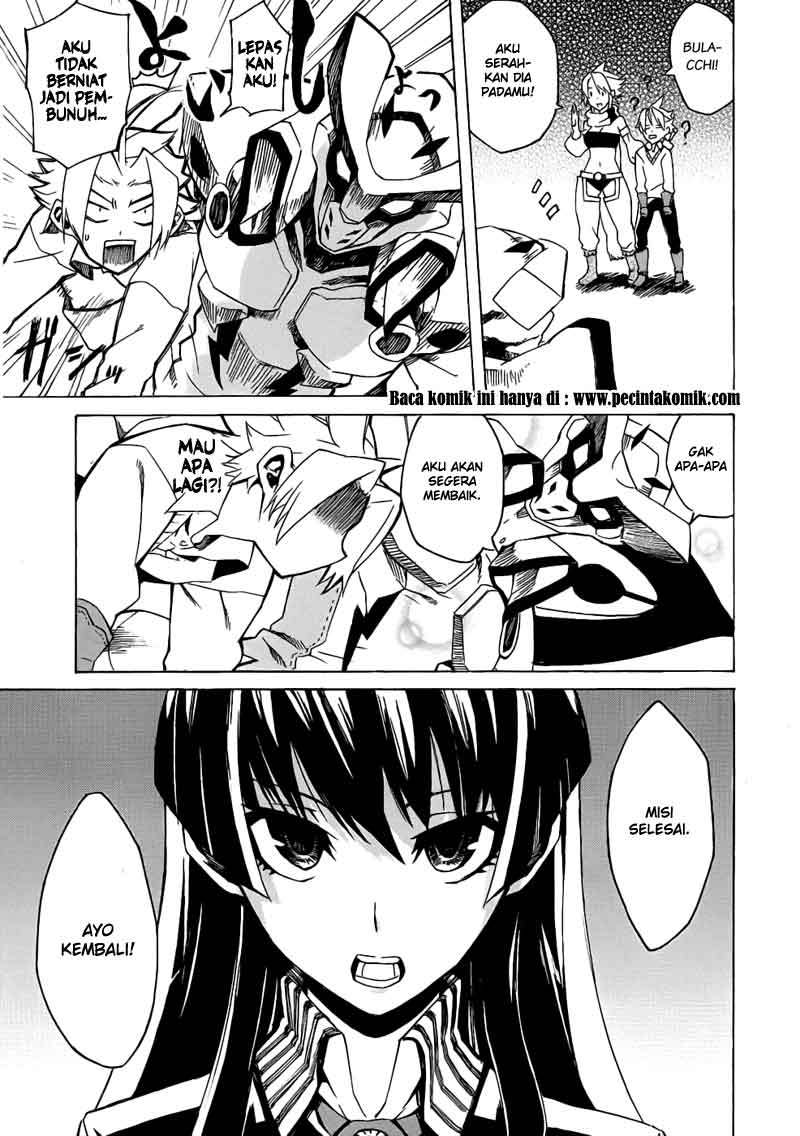 BULA-
CCHI!
AKU
SERAH-
KAN DIA
PADAMU!
?
?
?
LEPAS
KAN
AKU!
AKU
TIDAK
BERNIAT
JADI PEM-
BUNUH...
Baca komik ini hanya di : www.pecintakomik.com
GAK
APA-APA
AKU AKAN
SEGERA
MEMBAIK.
MAU
APA
LAGI?!
MISI
SELESAI.
AYO
KEMBALI!